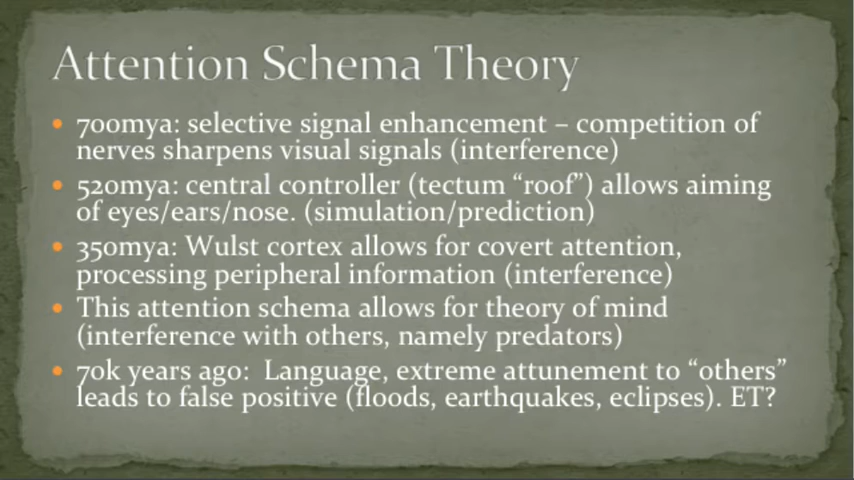 Attention Schema Theory
• 700mya: selective signal enhancement – competition of
nerves sharpens visual signals (interference)
• 520mya: central controller (tectum “roof”) allows aiming
of eyes/ears/nose. (simulation/prediction)
• 350mya: Wulst cortex allows for covert attention,
processing peripheral information (interference)
• This attention schema allows for theory of mind
(interference with others, namely predators)
• 70k years ago:  Language, extreme attunement to “others”
leads to false positive (floods, earthquakes, eclipses). ET?